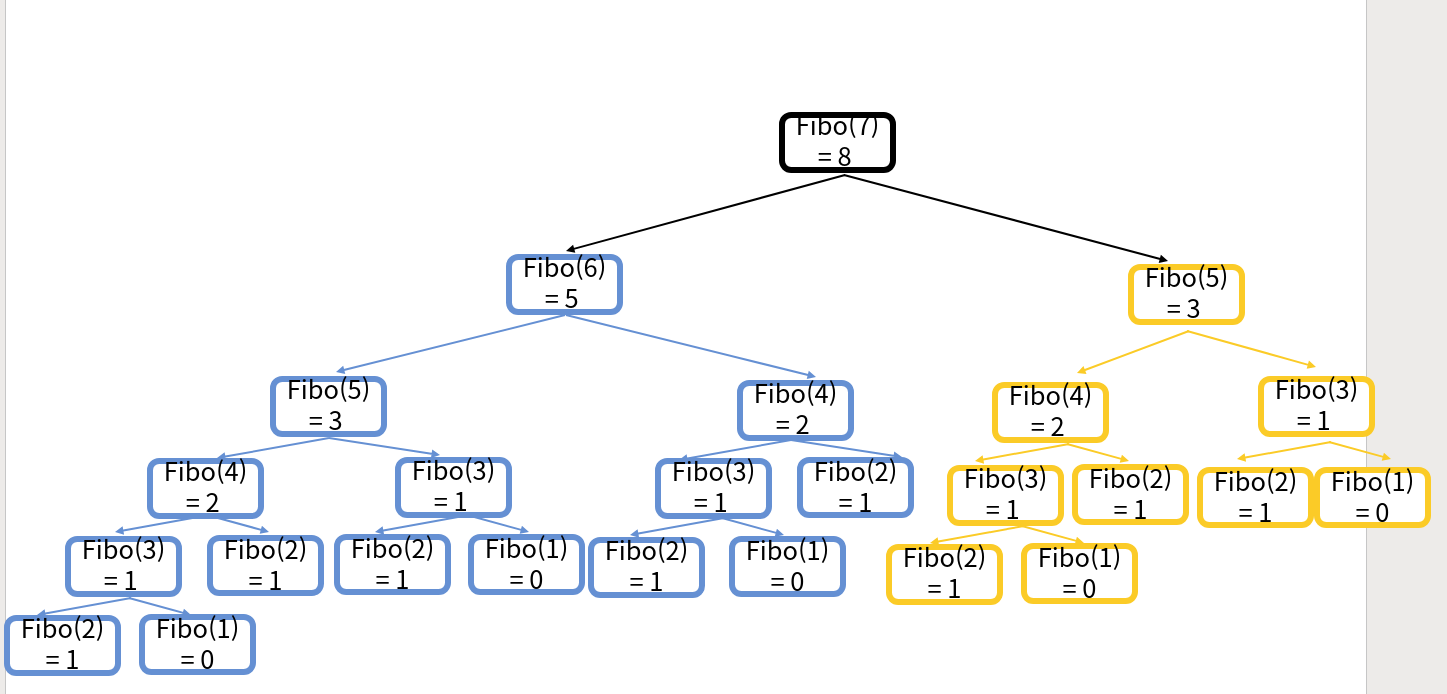 Fibo(7)
= 8
Fibo(6)
= 5
Fibo(5)
= 3
Fibo(5)
= 3
Fibo(4)
= 2
Fibo(4)
= 2
Fibo(3)
= 1
Fibo(4)
= 2
Fibo(3)
= 1
Fibo(3)
= 1
Fibo(2)
= 1
Fibo(3)
= 1
Fibo(2)
= 1
Fibo(2)
= 1
Fibo(1)
= 0
Fibo(3)
= 1
Fibo(2)
= 1
Fibo(2)
= 1
Fibo(1)
= 0
Fibo(2)
= 1
Fibo(1)
= 0
Fibo(2)
= 1
Fibo(1)
= 0
Fibo(2)
= 1
Fibo(1)
= 0